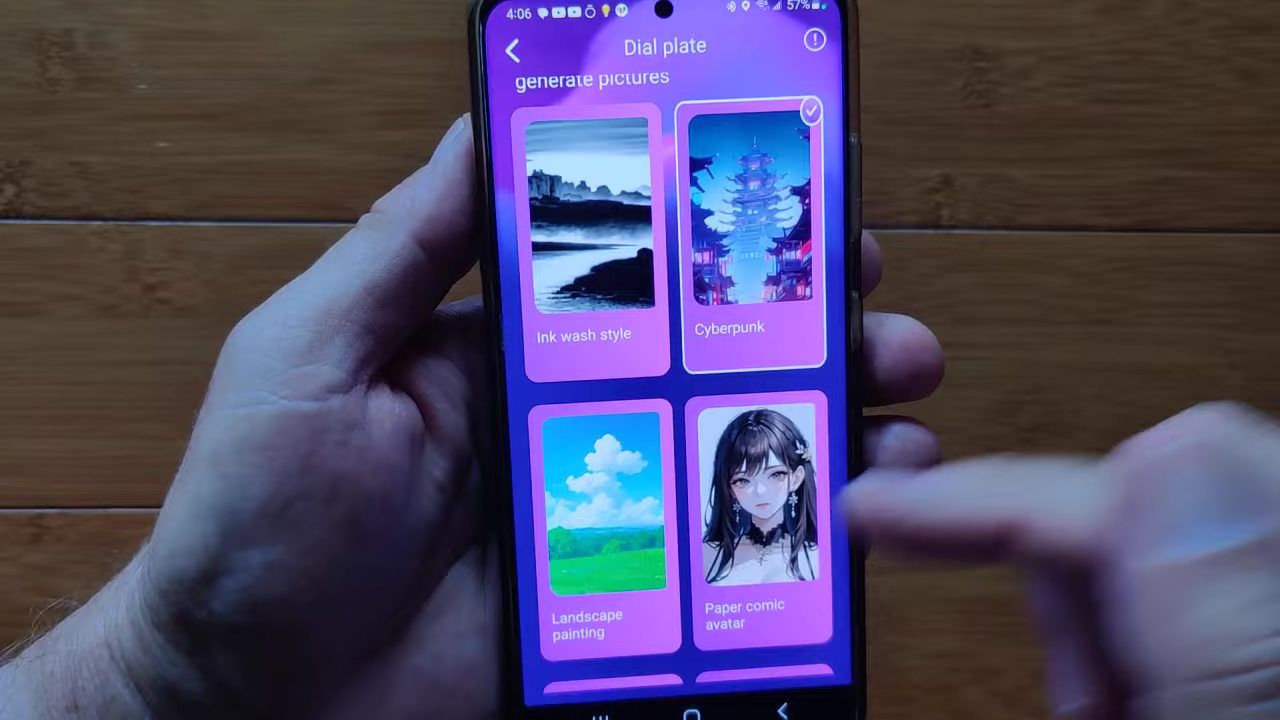 4:06
57%
Dial plate
generate pictures
Ink wash style
Cyberpunk
Landscape
painting
Paper comic
avatar